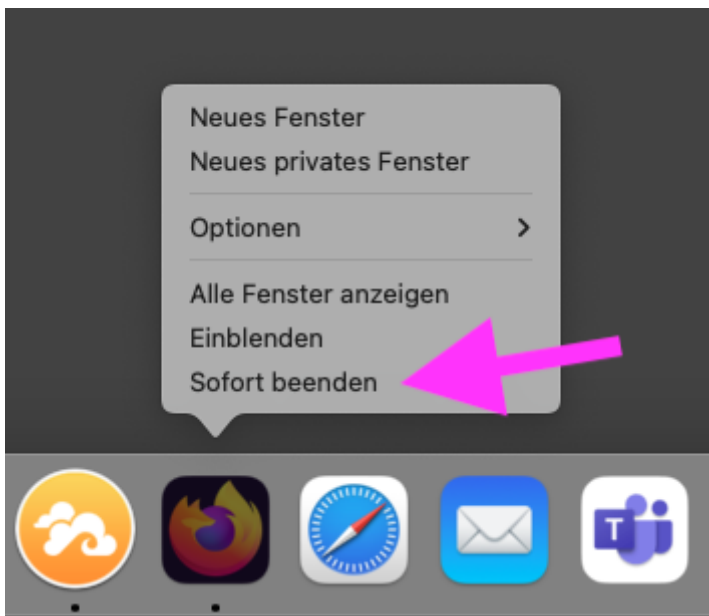 Neues Fenster
Neues privates Fenster
Optionen
Alle Fenster anzeigen
Einblenden
Sofort beenden
T